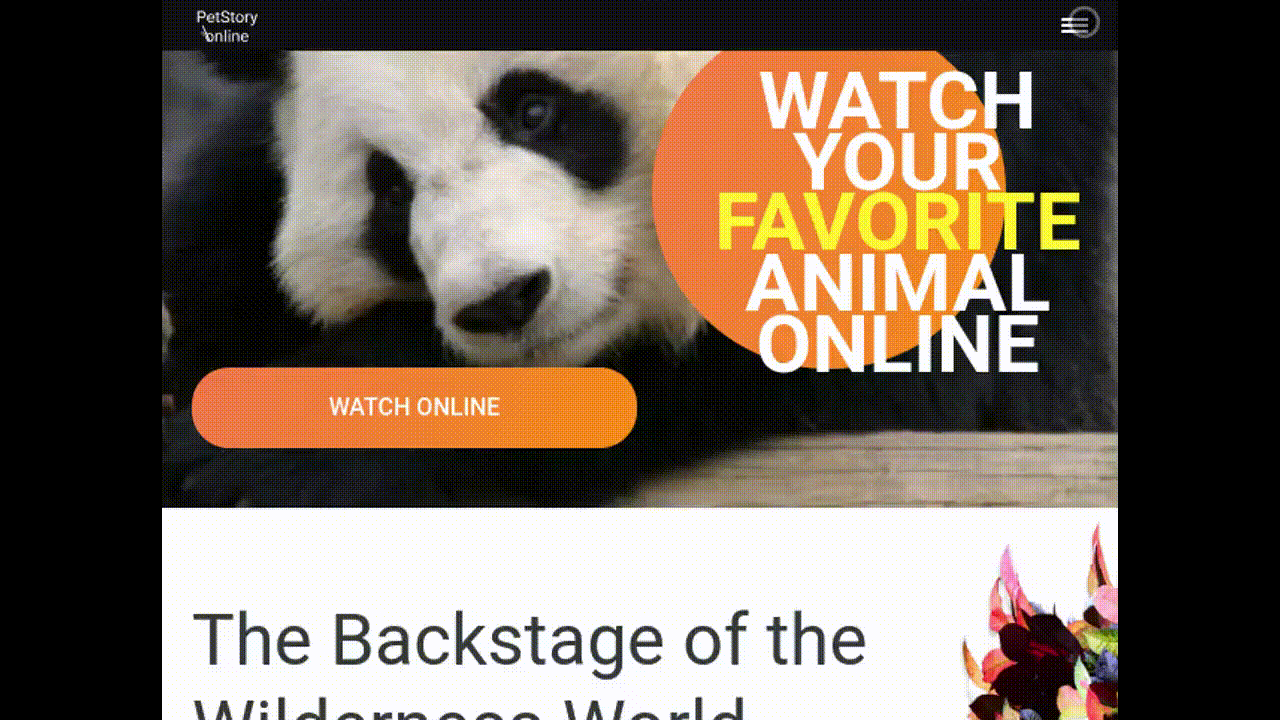 PetStory
online
WATCH
YOUR
FAVORITE
ANIMAL
ONLINE
WATCH ONLINE
The Backstage of the
Wilderness World